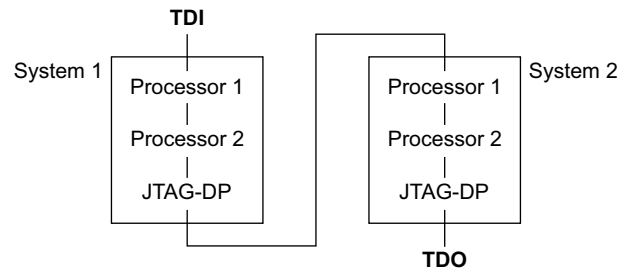 TDI
System 1
Processor 1
Processor 2
JTAG-DP
System 2
Processor 1
Processor 2
JTAG-DP
TDO